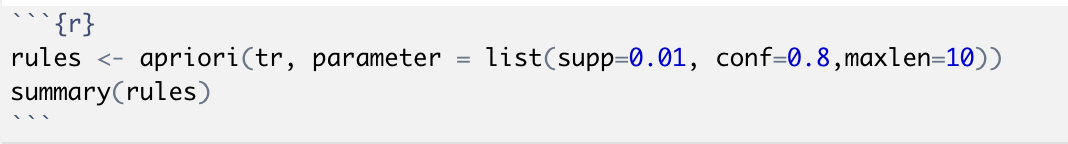 ```{r}
rules <- apriori(tr, parameter = list(supp=0.01, conf=0.8,maxlen=10))
summary(rules)
```